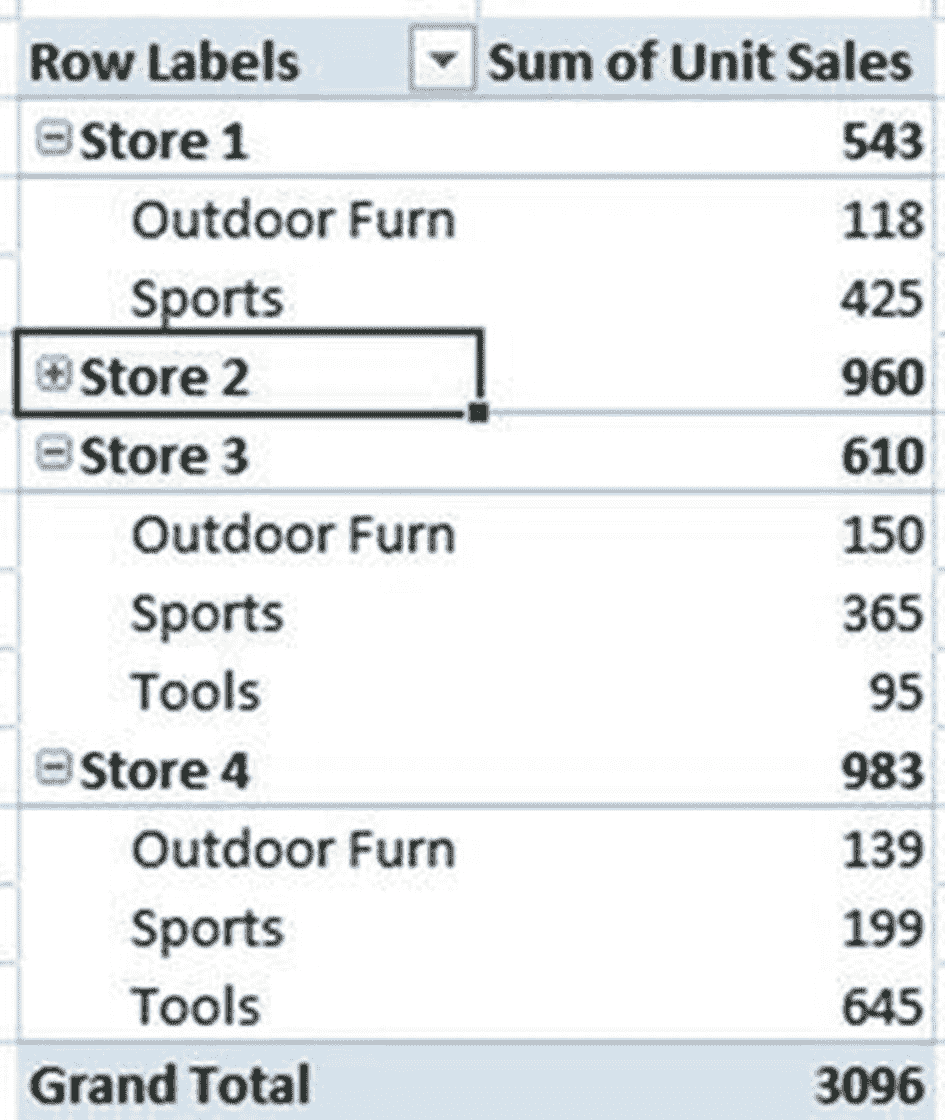 Row Labels Sum of Unit Sales
Store 1 543
Outdoor Furn 118
Sports 425
Store 2 960
Store 3 610
Outdoor Furn 150
Sports 365
Tools 95
Store 4 983
Outdoor Furn 139
Sports 199
Tools 645
Grand Total 3096